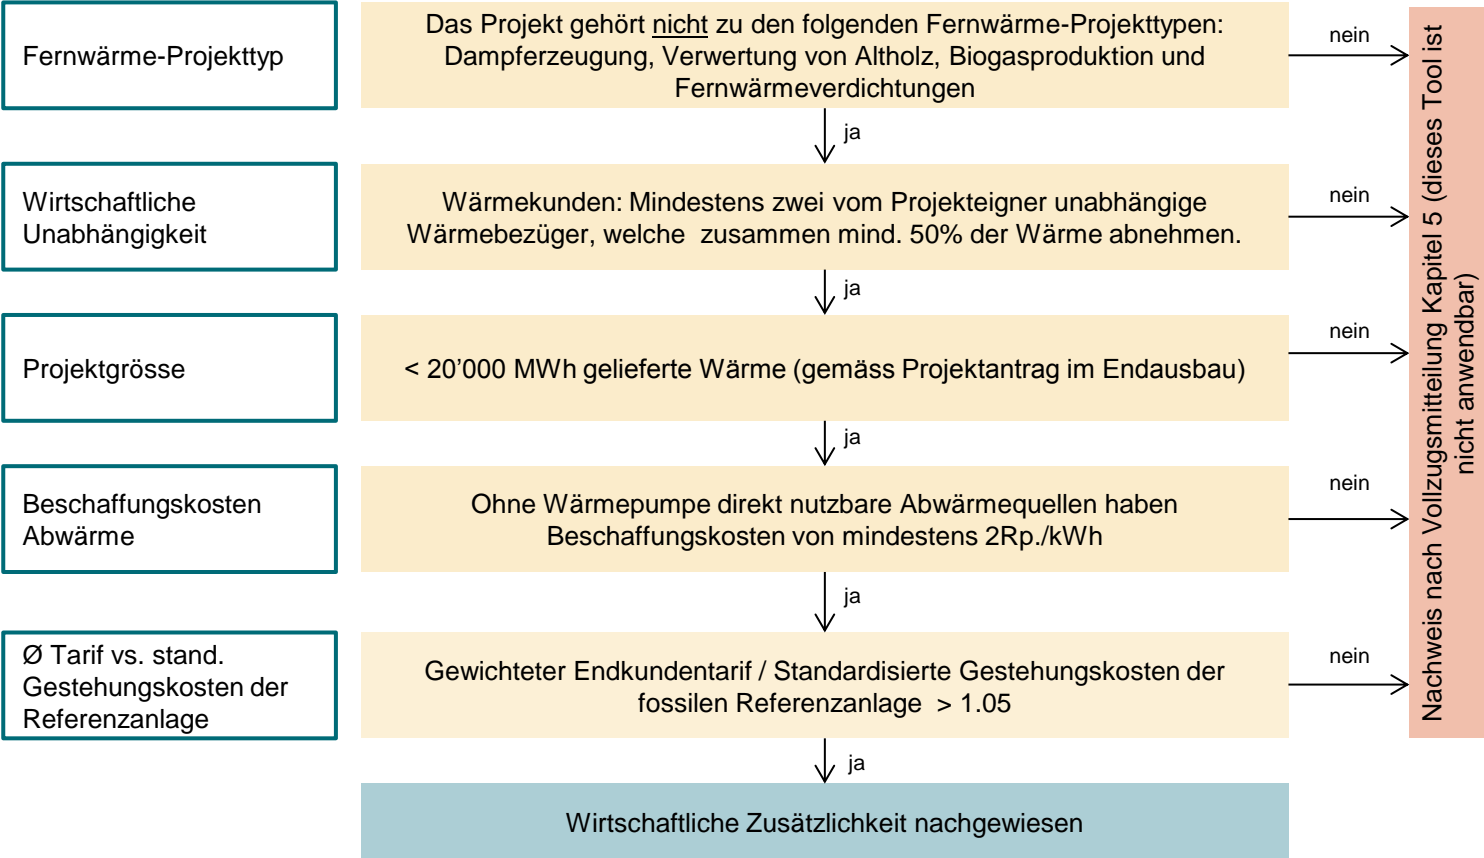 Fernwärme-Projekttyp
Das Projekt gehört nicht zu den folgenden Fernwärme-Projekttypen:
Dampferzeugung, Verwertung von Altholz, Biogasproduktion und
Fernwärmeverdichtungen
nein
ja
Wirtschaftliche
Unabhängigkeit
Wärmekunden: Mindestens zwei vom Projekteigner unabhängige
Wärmebezüger, welche zusammen mind. 50% der Wärme abnehmen.
nein
ja
Projektgrösse
< 20’000 MWh gelieferte Wärme (gemäss Projektantrag im Endausbau)
nein
ja
Beschaffungskosten
Abwärme
Ohne Wärmepumpe direkt nutzbare Abwärmequellen haben
Beschaffungskosten von mindestens 2Rp./kWh
nein
ja
Ø Tarif vs. stand.
Gestehungskosten der
Referenzanlage
Gewichteter Endkundentarif / Standardisierte Gestehungskosten der
fossilen Referenzanlage > 1.05
nein
ja
Wirtschaftliche Zusätzlichkeit nachgewiesen
Nachweis nach Vollzugsmitteilung Kapitel 5 (dieses Tool ist
nicht anwendbar)